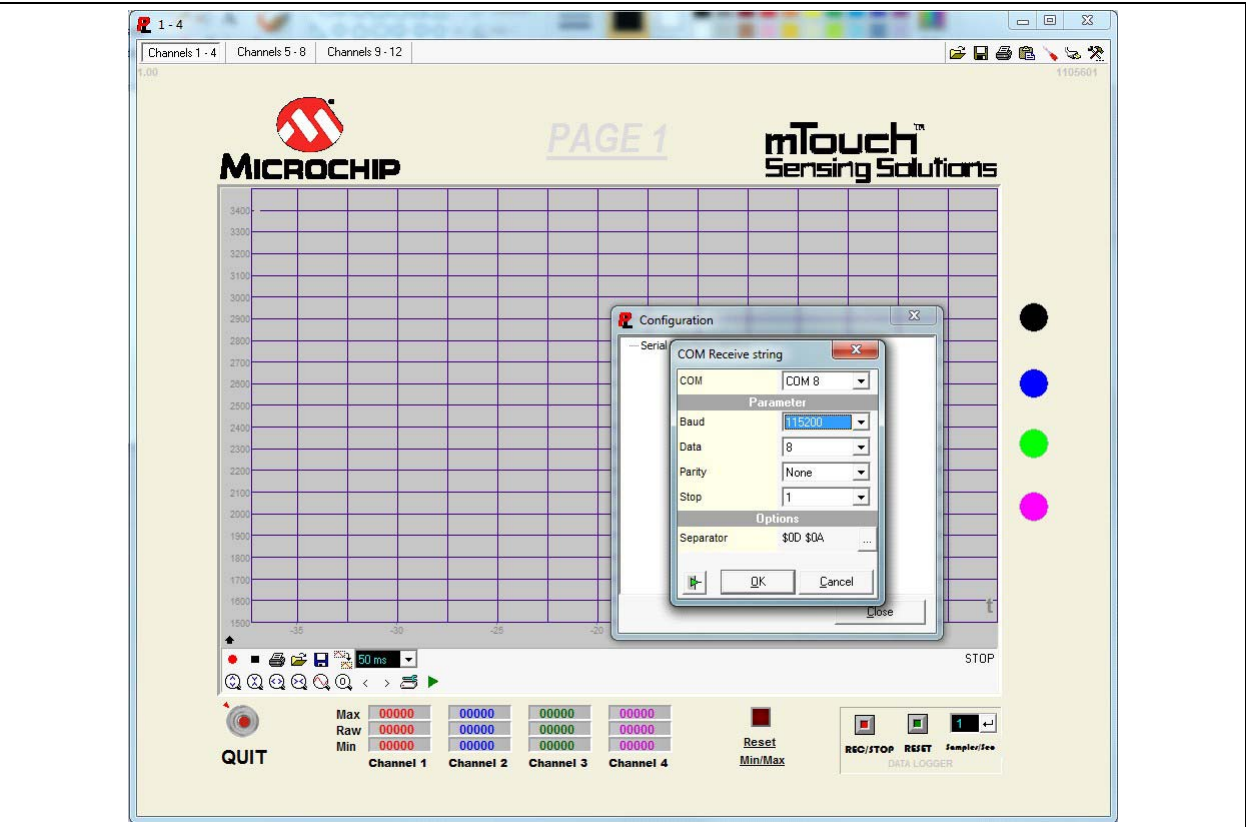 1 - 4
Channels 1 - 4 Channels 5 - 8 Channels 9 - 12
1.00 1105601
MICROCHIP
PAGE 1
mTouch™
Sensing Solutions
3400
3300
3200
3100
3000
2900
2800
2700
2600
2500
2400
2300
2200
2100
2000
1900
1800
1700
1600
1500
-35 -30 -25 -20
t
Configuration
Serial
COM Receive string
COM COM 8
Parameter
Baud 115200
Data 8
Parity None
Stop 1
Options
Separator $0D $0A ...
OK Cancel
Close
50 ms STOP
QUIT
Max 00000 00000 00000 00000
Raw 00000 00000 00000 00000
Min 00000 00000 00000 00000
Channel 1 Channel 2 Channel 3 Channel 4
Reset
Min/Max
1
REC/STOP RESET Samples/Sec
DATA LOGGER